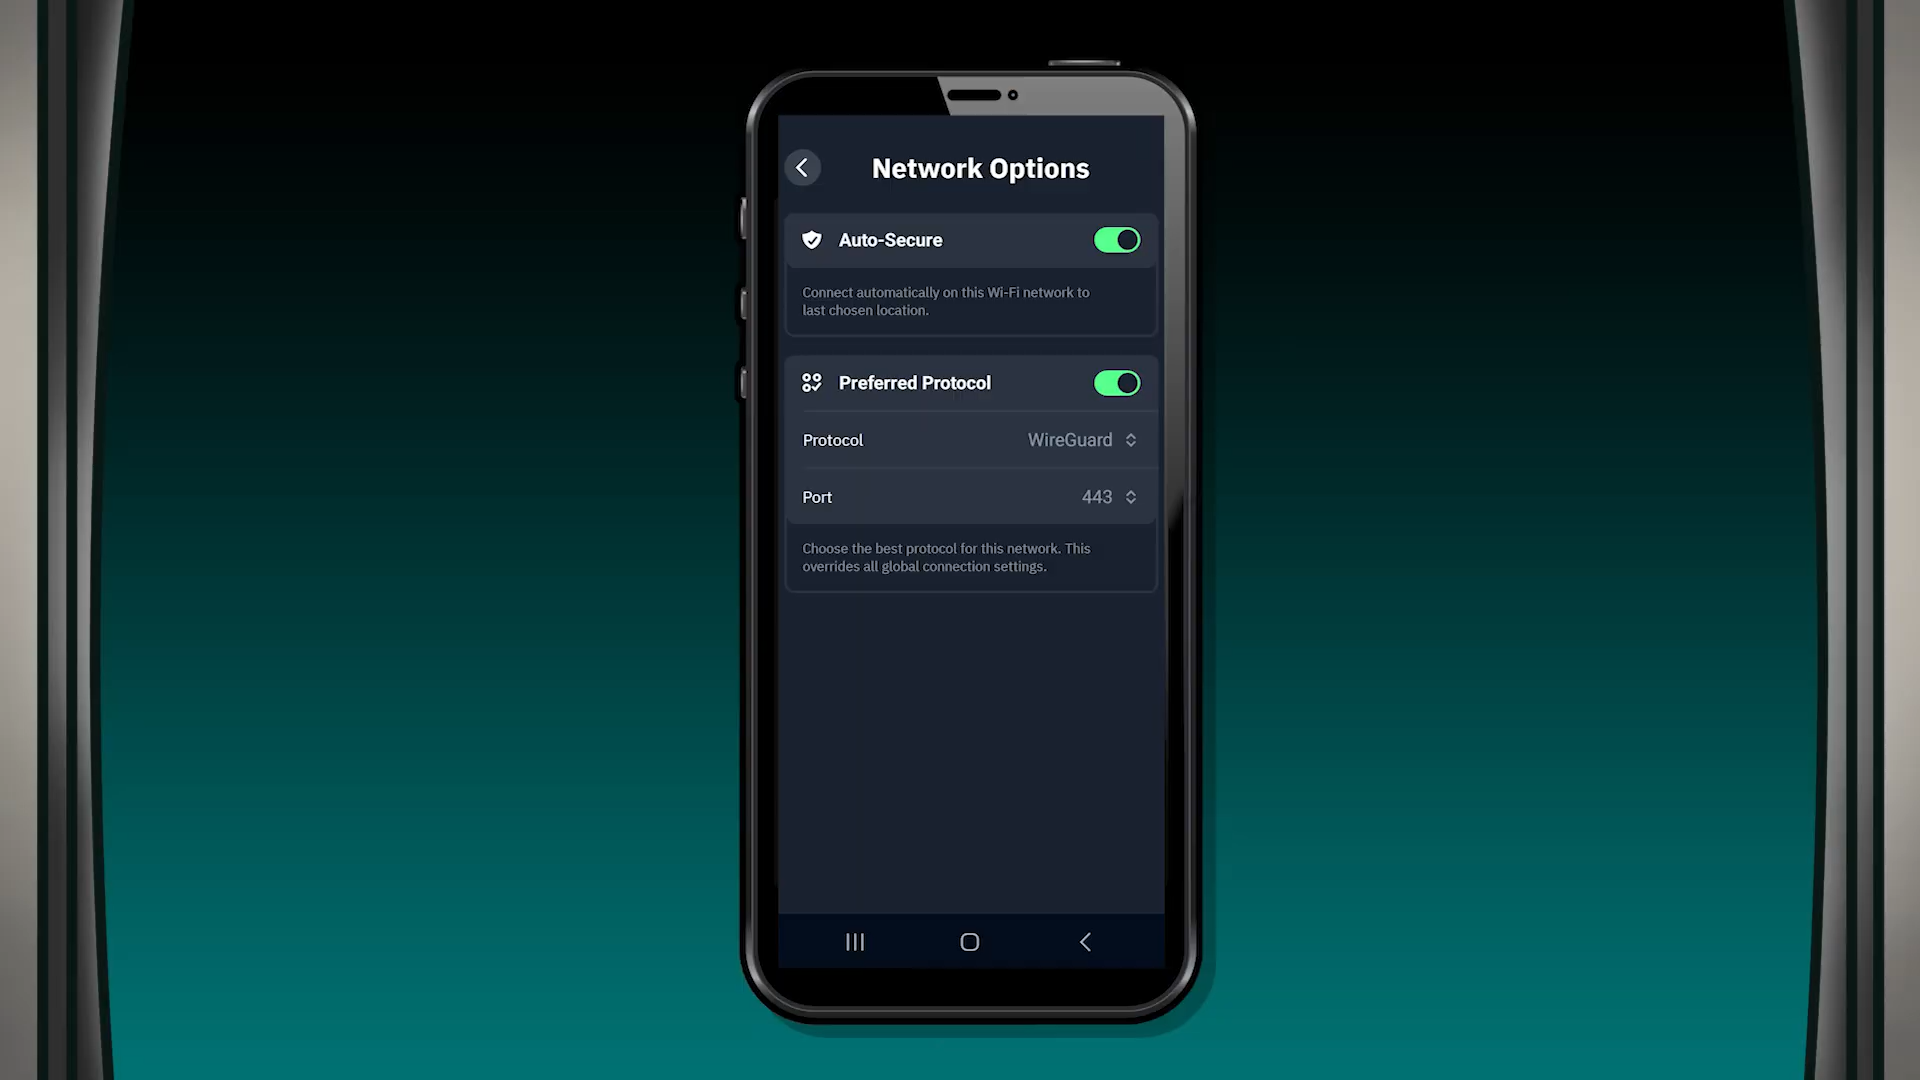 Network Options
Auto-Secure
Connect automatically on this Wi-Fi network to
last chosen location.
Preferred Protocol
Protocol WireGuard
Port 443
Choose the best protocol for this network. This
overrides all global connection settings.